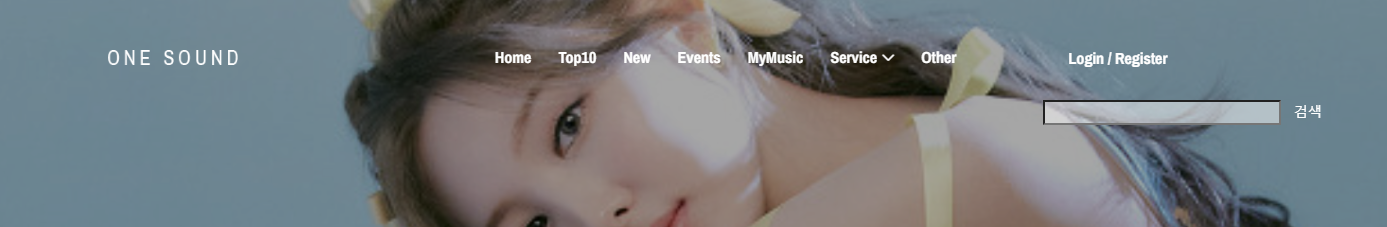 ONE SOUND
Home Top10 New Events MyMusic Service Other
Login / Register
검색